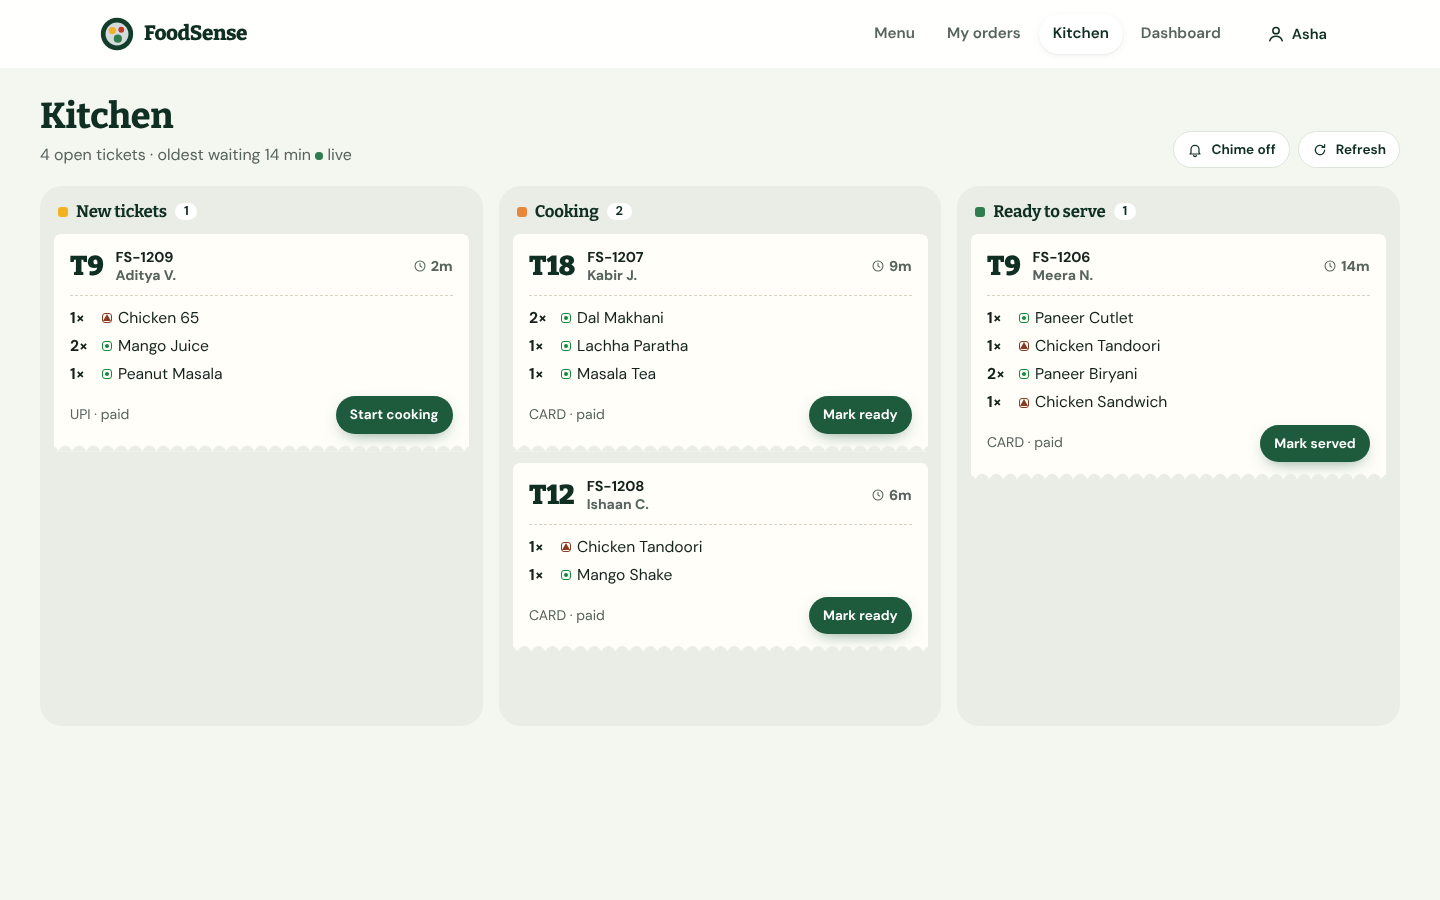 FoodSense
Menu
My orders
Kitchen
Dashboard
Asha
Kitchen
4 open tickets · oldest waiting 14 min live
Chime off
Refresh
New tickets 1
T9
FS-1209
Aditya V.
2m
1× Chicken 65
2× Mango Juice
1× Peanut Masala
UPI · paid
Start cooking
Cooking 2
T18
FS-1207
Kabir J.
9m
2× Dal Makhani
1× Lachha Paratha
1× Masala Tea
CARD · paid
Mark ready
T12
FS-1208
Ishaan C.
6m
1× Chicken Tandoori
1× Mango Shake
CARD · paid
Mark ready
Ready to serve 1
T9
FS-1206
Meera N.
14m
1× Paneer Cutlet
1× Chicken Tandoori
2× Paneer Biryani
1× Chicken Sandwich
CARD · paid
Mark served